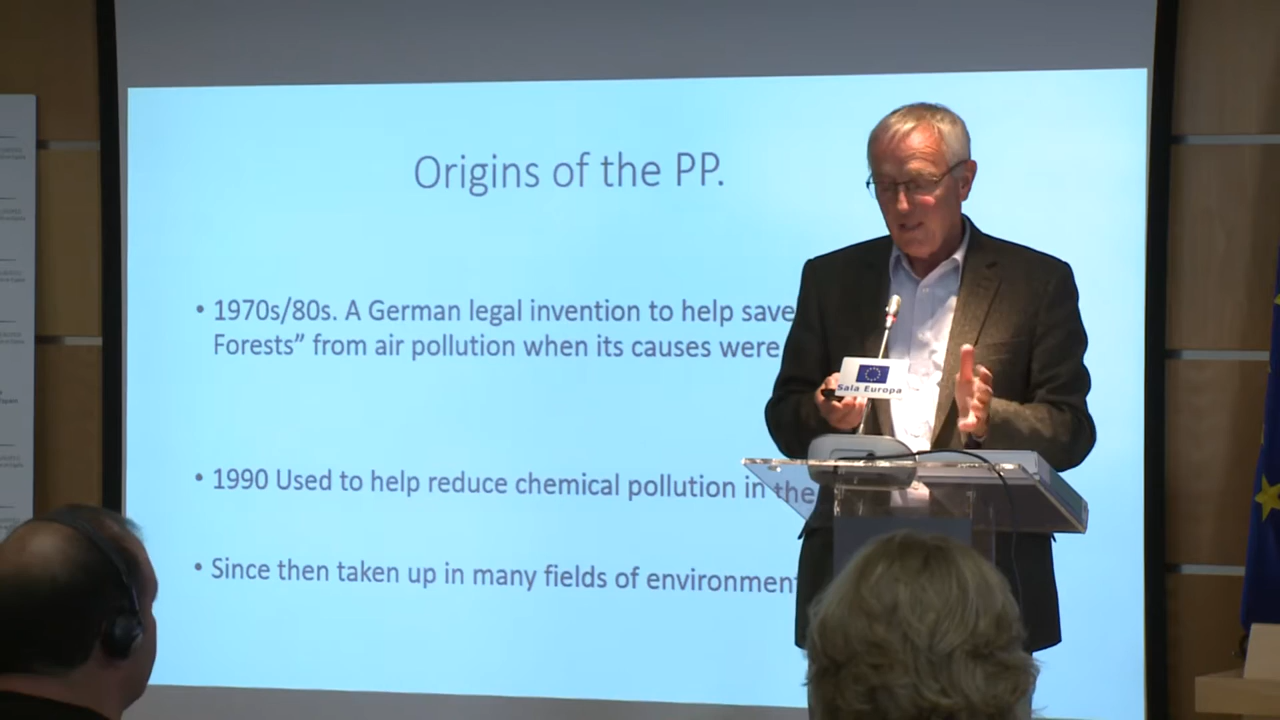 Origins of the PP.
• 1970s/80s. A German legal invention to help save
Forests” from air pollution when its causes were
• 1990 Used to help reduce chemical pollution in the
• Since then taken up in many fields of environment
Sala Europa